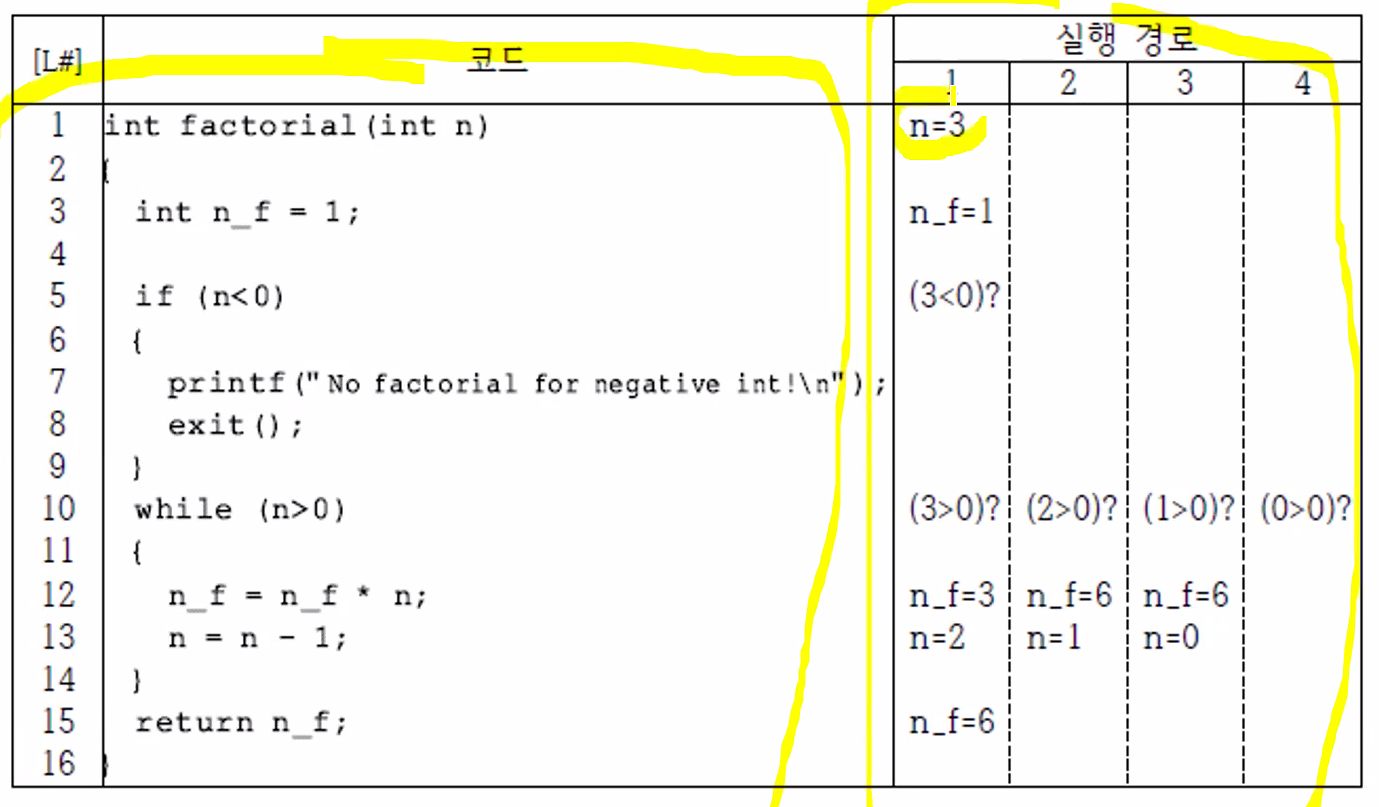 [L#] 코드 실행 경로
1 2 3 4
1 int factorial(int n) n=3
2 {
3 int n_f = 1; n_f=1
4
5 if (n<0) (3<0)?
6 {
7 printf("No factorial for negative int!\n");
8 exit();
9 }
10 while (n>0) (3>0)? (2>0)? (1>0)? (0>0)?
11 {
12 n_f = n_f * n; n_f=3 n_f=6 n_f=6
13 n = n - 1; n=2 n=1 n=0
14 }
15 return n_f; n_f=6
16 }